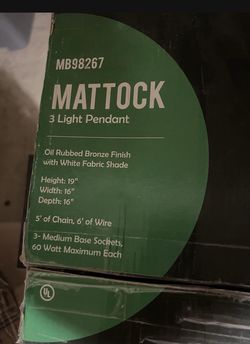 MB98267
MATTOCK
3 Light Pendant
Oil Rubbed Bronze Finish
with White Fabric Shade
Height: 19"
Width: 16"
Depth: 16"
5' of Chain, 6' of Wire
3- Medium Base Sockets,
60 Watt Maximum Each
UL